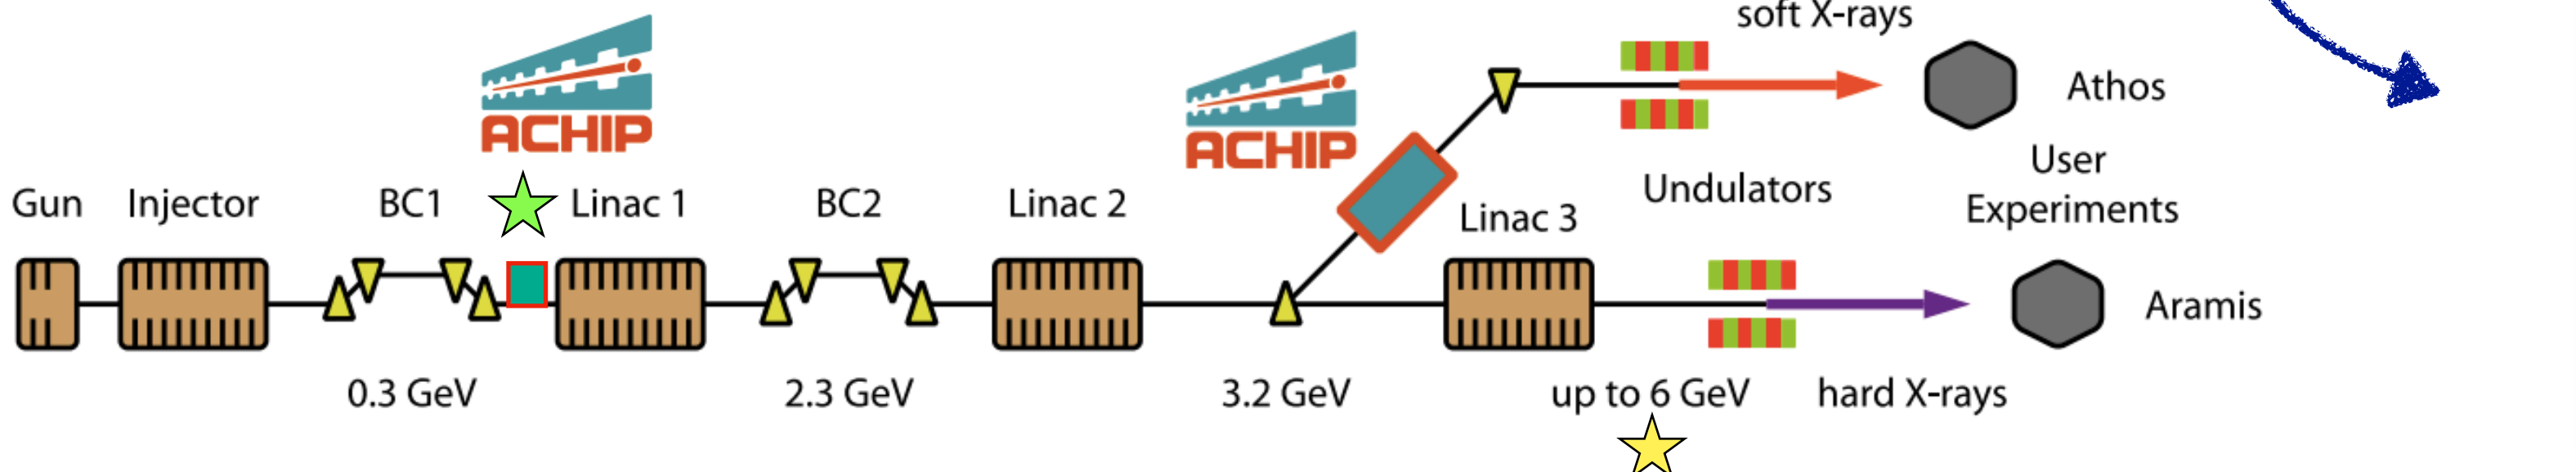 soft X-rays
ACHIP
ACHIP
Athos
User
Experiments
Undulators
Gun
Injector
BC1
Linac 1
BC2
Linac 2
Linac 3
Aramis
0.3 GeV
2.3 GeV
3.2 GeV
up to 6 GeV
hard X-rays